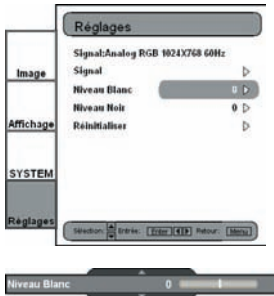 Réglages
Signal:Analog RGB 1024X768 60Hz
Signal
Niveau Blanc 0
Niveau Noir 0
Réinitialiser
Image
Affichage
SYSTEM
Réglages
Sélection: Entrée: Enter Retour: Menu
Niveau Blanc 0